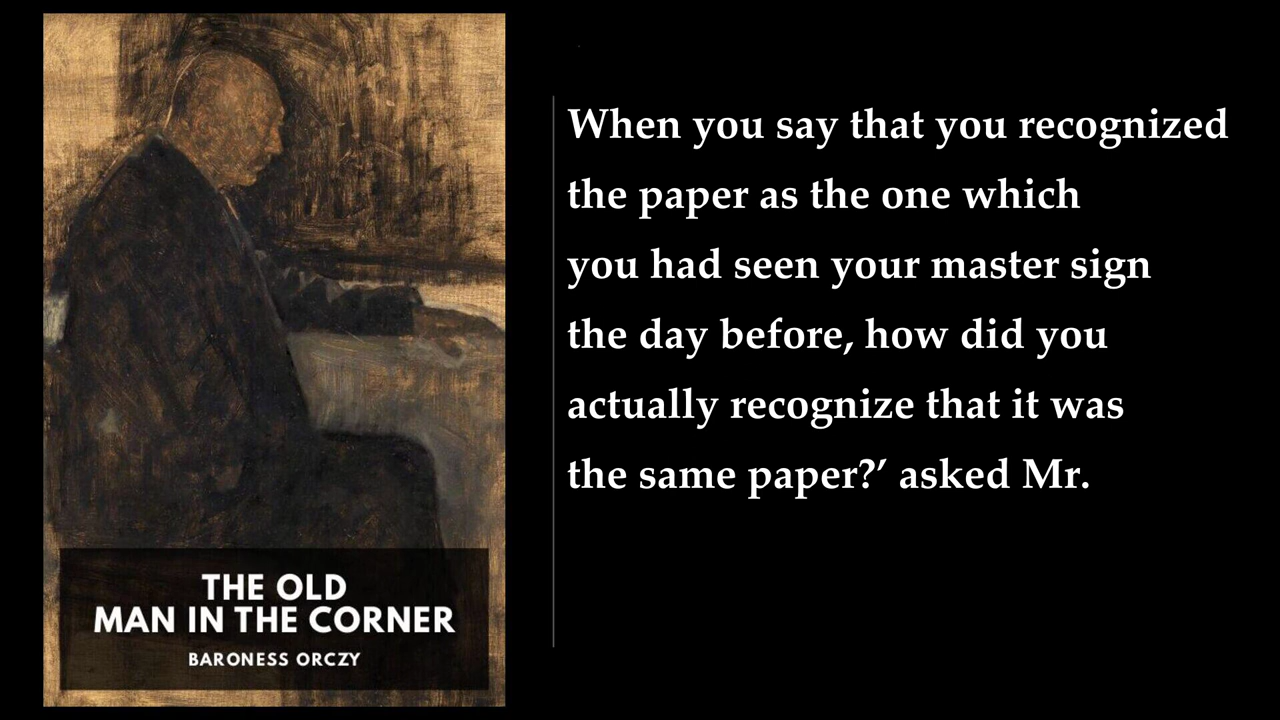 THE OLD
MAN IN THE CORNER
BARONESS ORCZY
When you say that you recognized
the paper as the one which
you had seen your master sign
the day before, how did you
actually recognize that it was
the same paper?’ asked Mr.